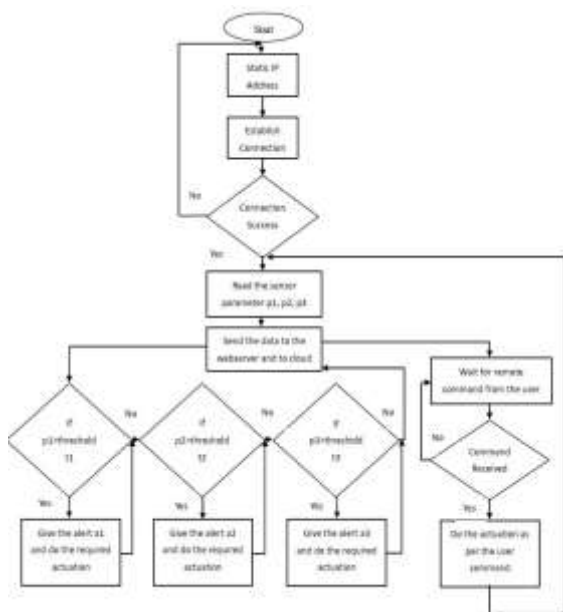 Start
Static IP
Address
Establish
Connection
No
Connection
Success
Yes
Read the sensor
parameter p1, p2, p3
Send the data to the
webserver and to cloud
Wait for remote
command from the user
If
p1>threshold
t1
No
If
p2>threshold
t2
No
If
p3>threshold
t3
No
No
Command
Received
Yes
Yes
Yes
Yes
Give the alert a1
and do the required
actuation
Give the alert a2
and do the required
actuation
Give the alert a3
and do the required
actuation
Do the actuation as
per the user
command